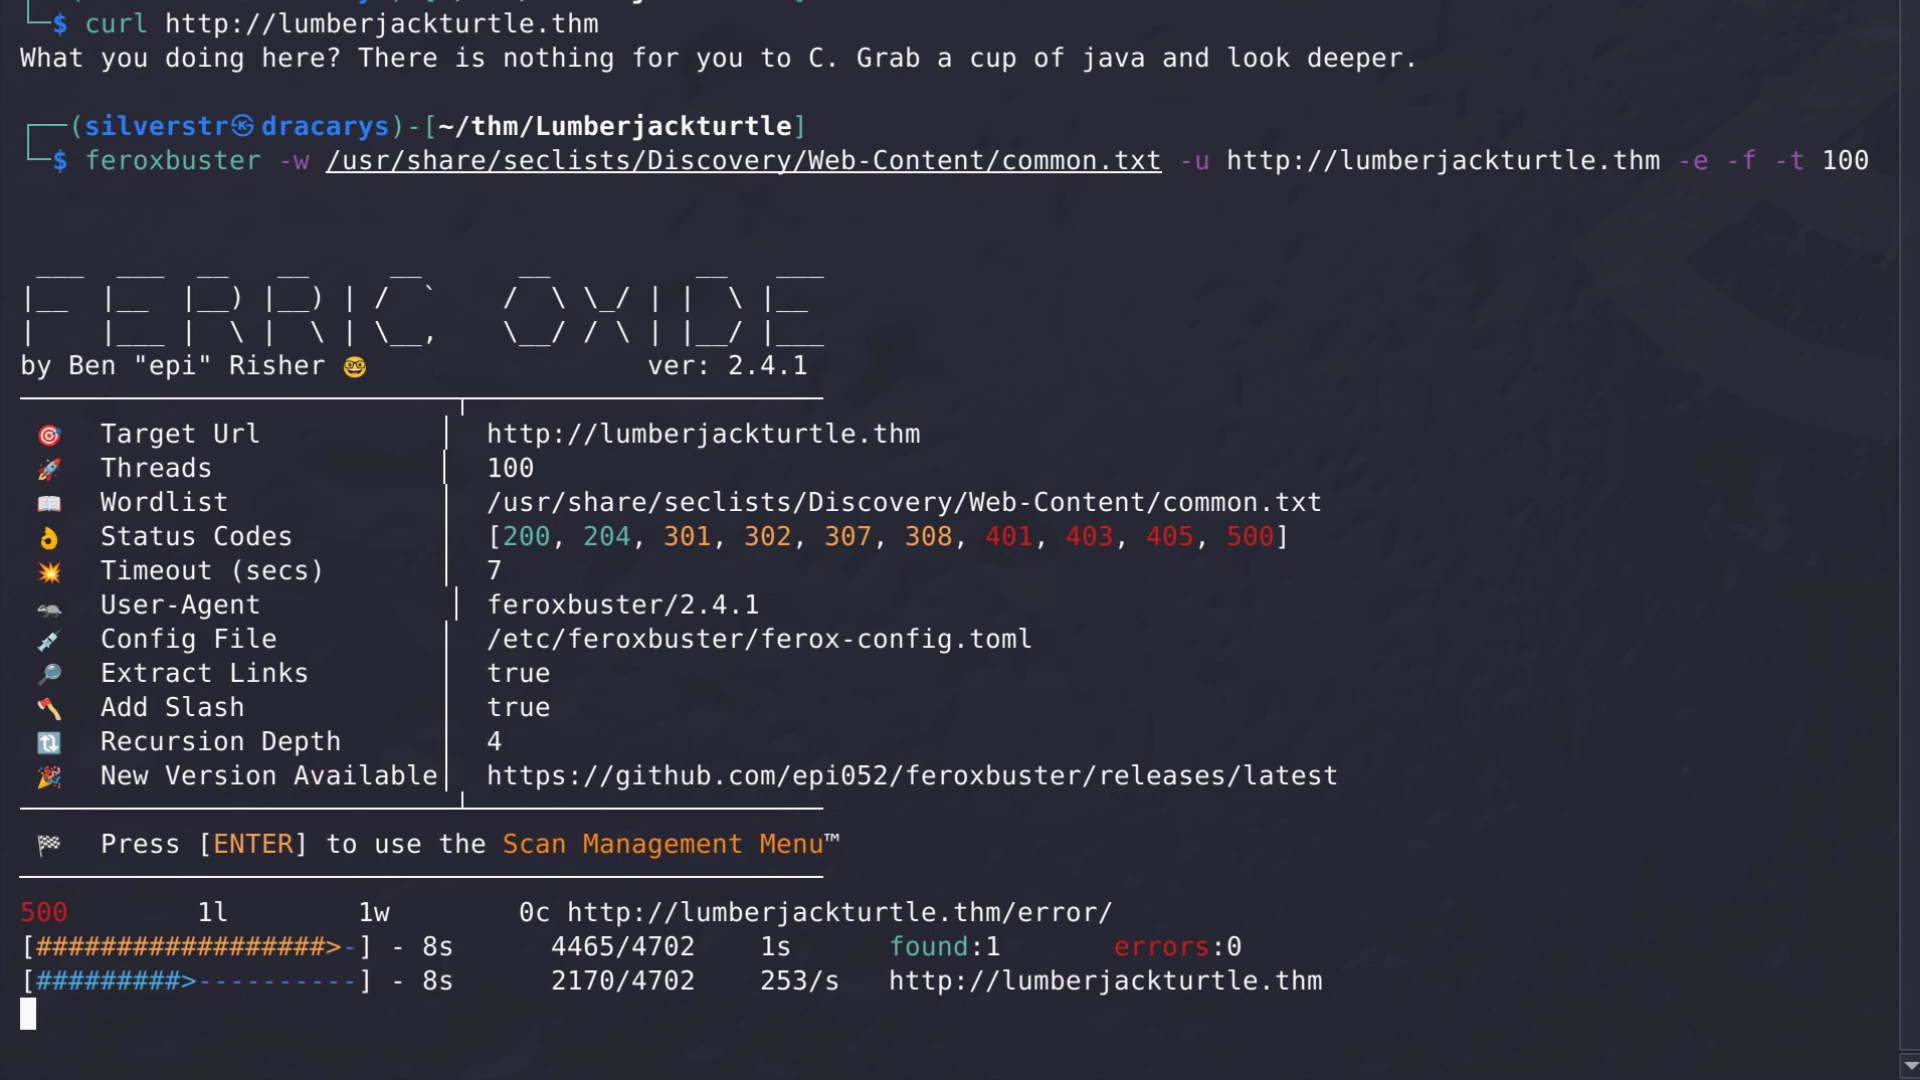 └─$ curl http://lumberjackturtle.thm
What you doing here? There is nothing for you to C. Grab a cup of java and look deeper.
┌──(silverstr㉿dracarys)-[~/thm/Lumberjackturtle]
└─$ feroxbuster -w /usr/share/seclists/Discovery/Web-Content/common.txt -u http://lumberjackturtle.thm -e -f -t 100
FERRIC OXIDE
by Ben "epi" Risher 🤓 ver: 2.4.1
🎯 Target Url │ http://lumberjackturtle.thm
🚀 Threads │ 100
📖 Wordlist │ /usr/share/seclists/Discovery/Web-Content/common.txt
👌 Status Codes │ [200, 204, 301, 302, 307, 308, 401, 403, 405, 500]
💥 Timeout (secs) │ 7
🦡 User-Agent │ feroxbuster/2.4.1
💉 Config File │ /etc/feroxbuster/ferox-config.toml
🔎 Extract Links │ true
🪓 Add Slash │ true
🔃 Recursion Depth │ 4
🎉 New Version Available│ https://github.com/epi052/feroxbuster/releases/latest
🏁 Press [ENTER] to use the Scan Management Menu™
500 1l 1w 0c http://lumberjackturtle.thm/error/
[##################>-] - 8s 4465/4702 1s found:1 errors:0
[#########>----------] - 8s 2170/4702 253/s http://lumberjackturtle.thm